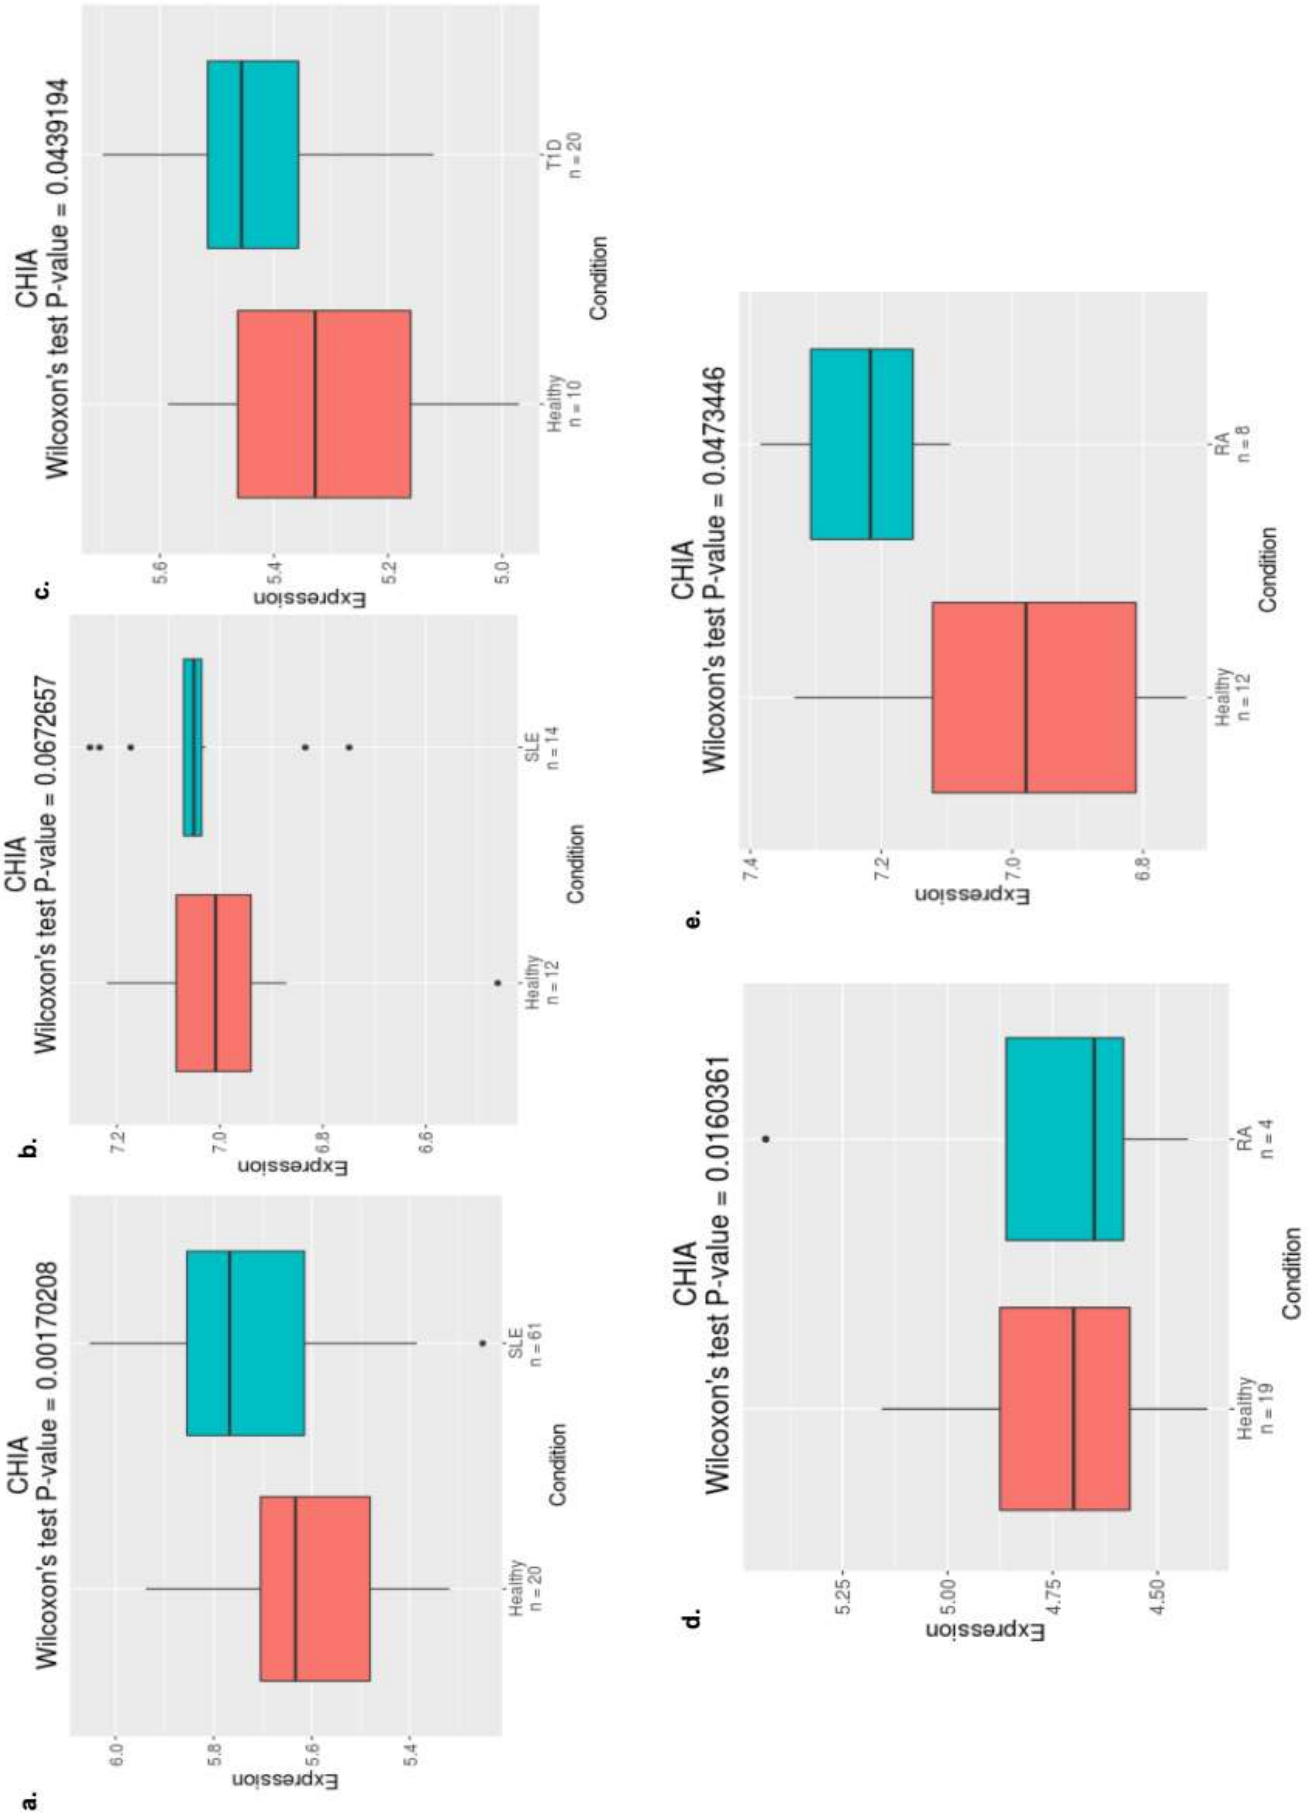 a.
CHIA
Wilcoxon's test P-value = 0.00170208
Expression
6.0
5.8
5.6
5.4
Healthy
n = 20
SLE
n = 61
Condition
b.
CHIA
Wilcoxon's test P-value = 0.0672657
Expression
7.2
7.0
6.8
6.6
Healthy
n = 12
SLE
n = 14
Condition
c.
CHIA
Wilcoxon's test P-value = 0.0439194
Expression
5.6
5.4
5.2
5.0
Healthy
n = 10
T1D
n = 20
Condition
d.
CHIA
Wilcoxon's test P-value = 0.0160361
Expression
5.25
5.00
4.75
4.50
Healthy
n = 19
RA
n = 4
Condition
e.
CHIA
Wilcoxon's test P-value = 0.0473446
Expression
7.4
7.2
7.0
6.8
Healthy
n = 12
RA
n = 8
Condition